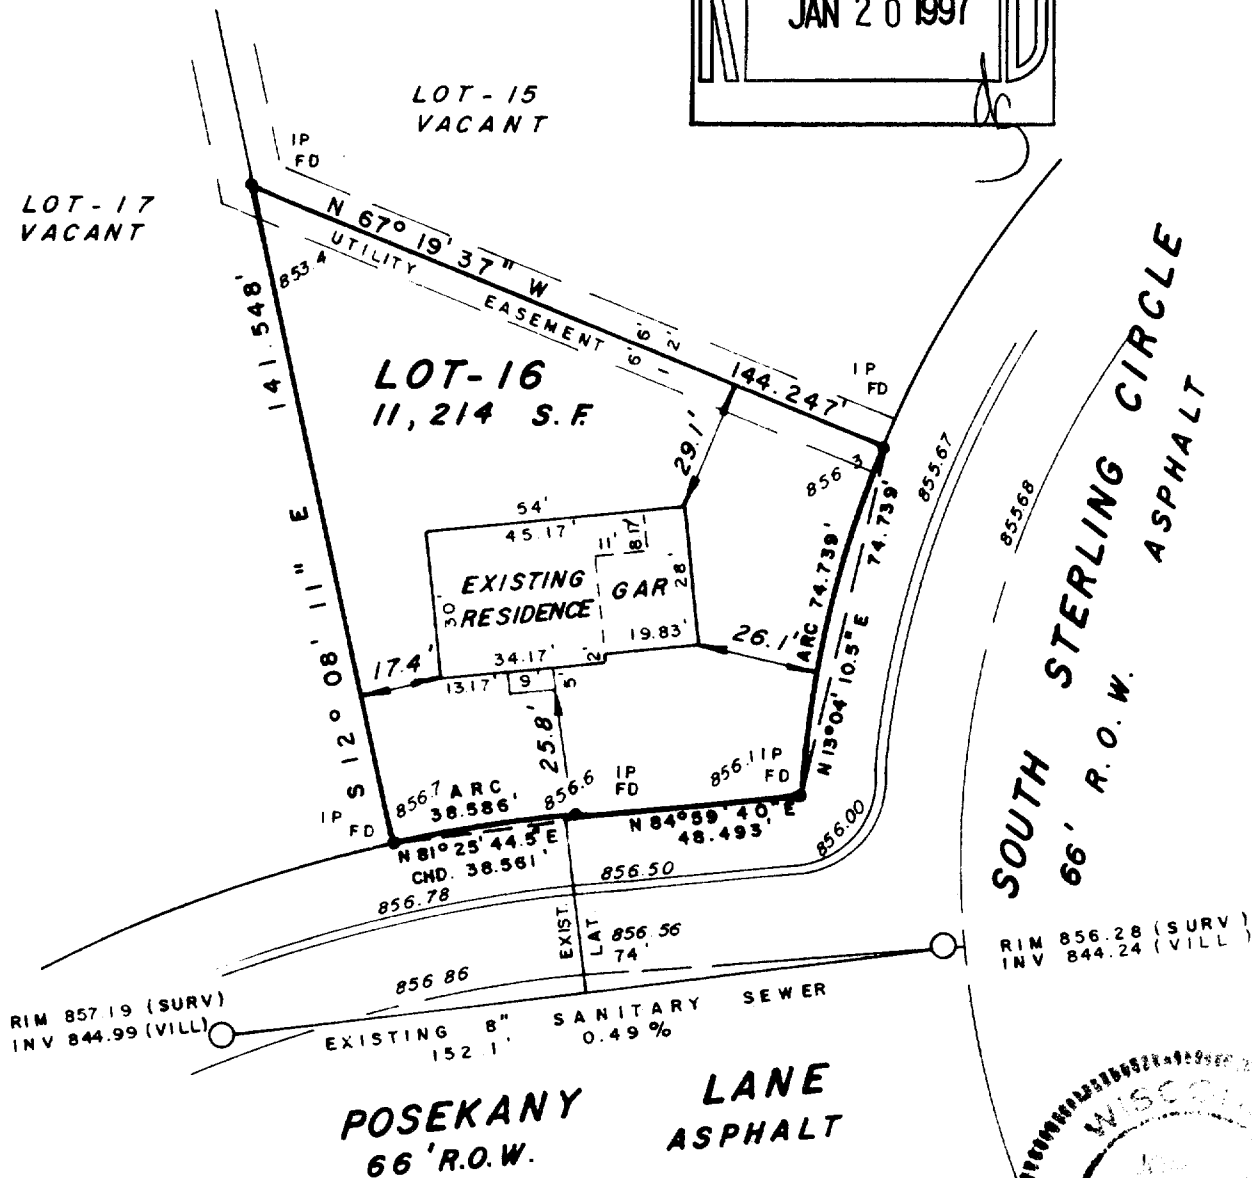 JAN 20 1997
LOT-15
VACANT
IP
FD
LOT-17
VACANT
N 67° 19' 37" W
144.247'
UTILITY EASEMENT
6' 6'
12'
IP
FD
853.4
141.548'
S 12° 08' 11" E
LOT-16
11,214 S.F.
29.1'
856.3
855.67
855.68
SOUTH STERLING CIRCLE
66' R.O.W.
ASPHALT
54'
45.17'
11'
8.17'
EXISTING
RESIDENCE
GAR
30'
28'
19.83'
26.1'
ARC 74.739'
74.739'
N 13° 04' 10.5" E
17.4'
34.17'
2'
13.17'
9'
5'
25.8'
856.7
ARC
38.586'
856.6
IP
FD
856.11
IP
FD
IP
FD
N 81° 25' 44.5" E
CHD. 38.561'
N 84° 59' 40" E
48.493'
856.00
856.50
856.78
EXIST. LAT.
856.56
74'
856.86
RIM 856.28 (SURV)
INV 844.24 (VILL)
RIM 857.19 (SURV)
INV 844.99 (VILL)
EXISTING 8" SANITARY SEWER
152.1' 0.49%
POSEKANY LANE
66' R.O.W. ASPHALT